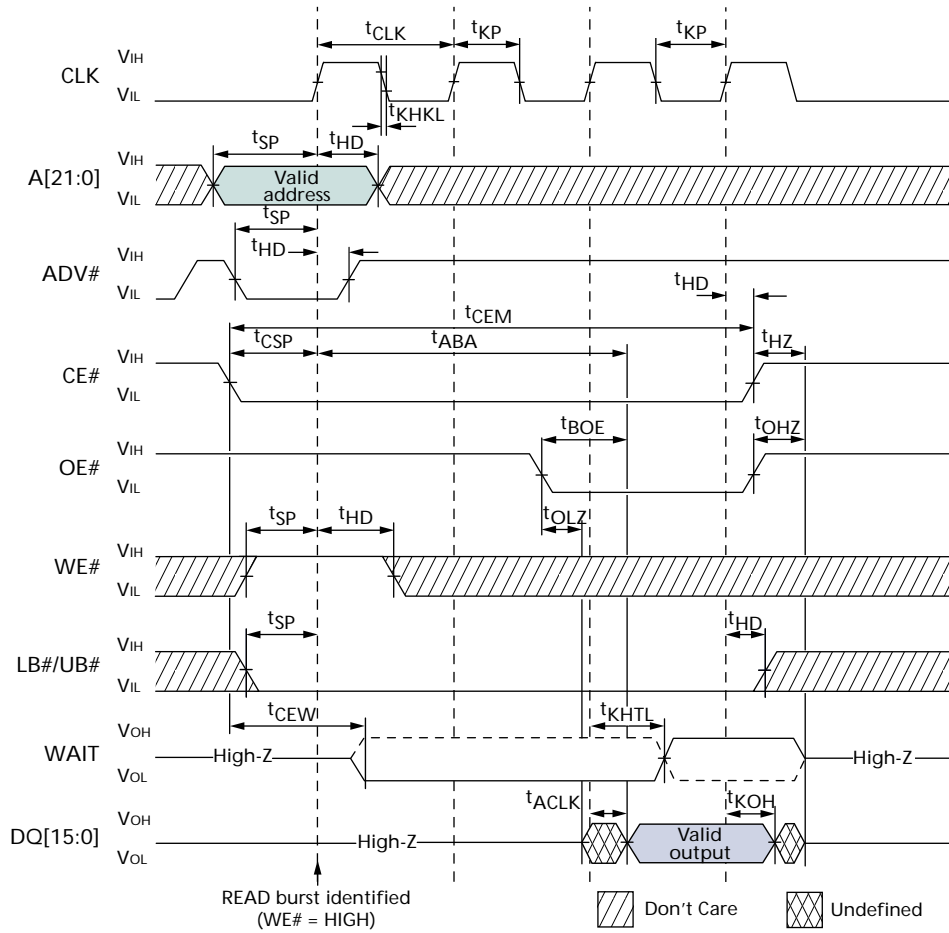 tCLK
tKP
tKP
CLK
VIH
VIL
tKHKL
tSP
tHD
A[21:0]
VIH
VIL
Valid
address
tSP
tHD
ADV#
VIH
VIL
tHD
tCEM
tCSP
tABA
tHZ
CE#
VIH
VIL
tBOE
tOHZ
OE#
VIH
VIL
tOLZ
tSP
tHD
WE#
VIH
VIL
tSP
tHD
LB#/UB#
VIH
VIL
tCEW
tKHTL
WAIT
VOH
VOL
High-Z
High-Z
tACLK
tKOH
DQ[15:0]
VOH
VOL
High-Z
Valid
output
READ burst identified
(WE# = HIGH)
Don't Care
Undefined